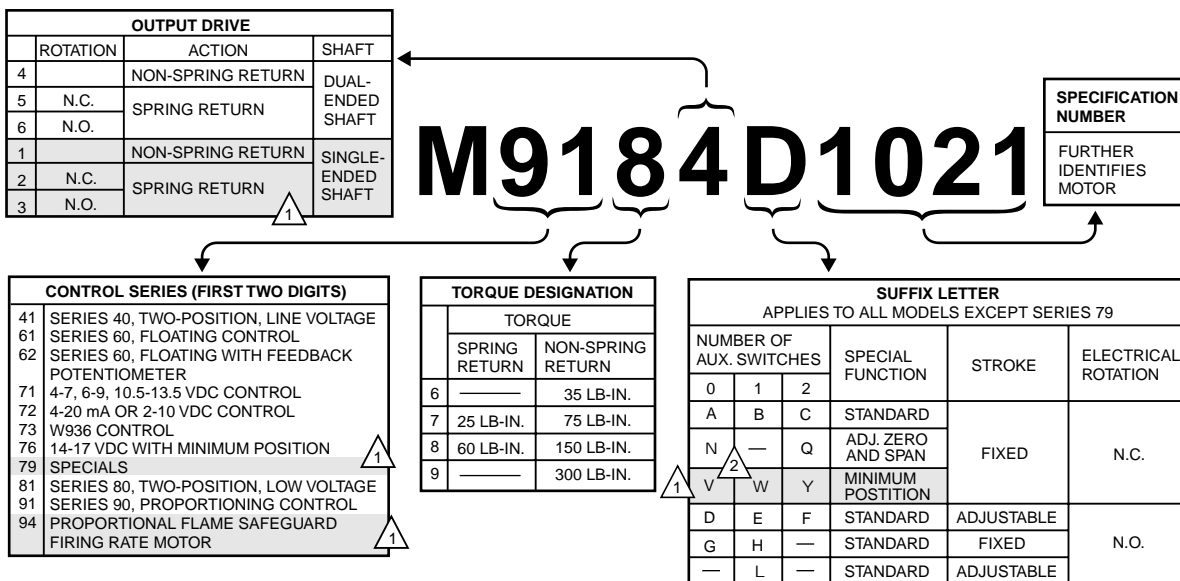 OUTPUT DRIVE
ROTATION ACTION SHAFT
4 NON-SPRING RETURN
5 N.C. SPRING RETURN
6 N.O.
DUAL-
ENDED
SHAFT
1 NON-SPRING RETURN
2 N.C. SPRING RETURN
3 N.O.
SINGLE-
ENDED
SHAFT
1
M9184D1021
SPECIFICATION
NUMBER
FURTHER
IDENTIFIES
MOTOR
CONTROL SERIES (FIRST TWO DIGITS)
41 SERIES 40, TWO-POSITION, LINE VOLTAGE
61 SERIES 60, FLOATING CONTROL
62 SERIES 60, FLOATING WITH FEEDBACK
POTENTIOMETER
71 4-7, 6-9, 10.5-13.5 VDC CONTROL
72 4-20 mA OR 2-10 VDC CONTROL
73 W936 CONTROL
76 14-17 VDC WITH MINIMUM POSITION
79 SPECIALS
1
81 SERIES 80, TWO-POSITION, LOW VOLTAGE
91 SERIES 90, PROPORTIONING CONTROL
94 PROPORTIONAL FLAME SAFEGUARD
FIRING RATE MOTOR
1
TORQUE DESIGNATION
TORQUE
SPRING
RETURN
NON-SPRING
RETURN
6 — 35 LB-IN.
7 25 LB-IN. 75 LB-IN.
8 60 LB-IN. 150 LB-IN.
9 — 300 LB-IN.
SUFFIX LETTER
APPLIES TO ALL MODELS EXCEPT SERIES 79
NUMBER OF
AUX. SWITCHES
0 1 2
SPECIAL
FUNCTION
STROKE
ELECTRICAL
ROTATION
A B C STANDARD
N — Q ADJ. ZERO
AND SPAN
2
FIXED
N.C.
1
V W Y MINIMUM
POSTITION
D E F STANDARD ADJUSTABLE
G H — STANDARD FIXED
N.O.
— L — STANDARD ADJUSTABLE